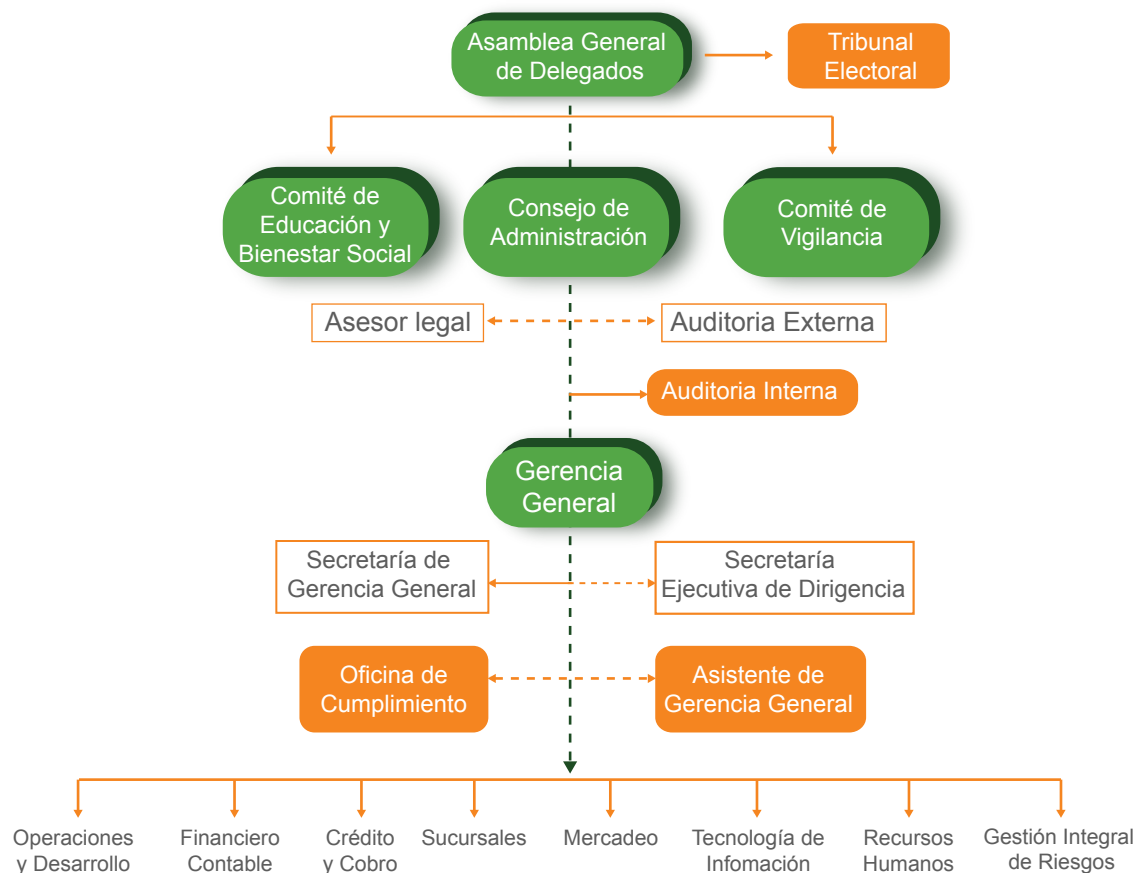 Asamblea General
de Delegados
Tribunal
Electoral
Comité de
Educación y
Bienestar Social
Consejo de
Administración
Comité de
Vigilancia
Asesor legal
Auditoria Externa
Auditoria Interna
Gerencia
General
Secretaría de
Gerencia General
Secretaría
Ejecutiva de Dirigencia
Oficina de
Cumplimiento
Asistente de
Gerencia General
Operaciones
y Desarrollo
Financiero
Contable
Crédito
y Cobro
Sucursales
Mercadeo
Tecnología de
Infomación
Recursos
Humanos
Gestión Integral
de Riesgos